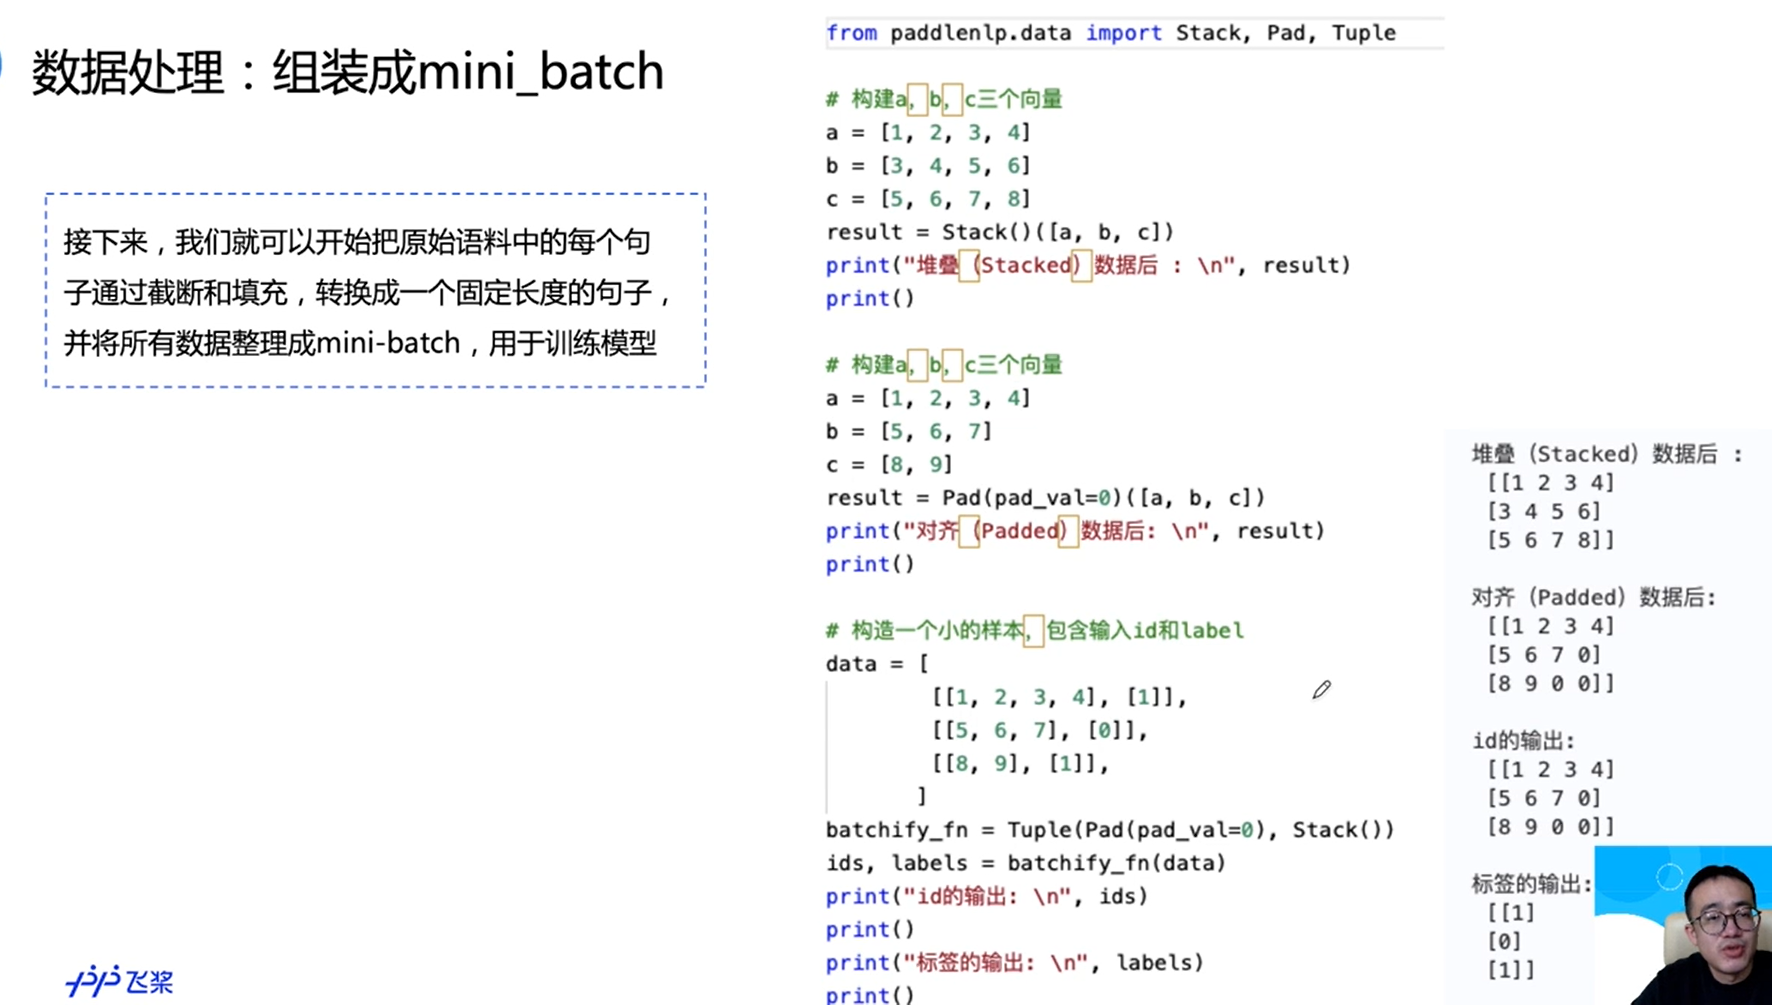 数据处理：组装成mini_batch
接下来，我们就可以开始把原始语料中的每个句
子通过截断和填充，转换成一个固定长度的句子，
并将所有数据整理成mini-batch，用于训练模型
飞桨
from paddlenlp.data import Stack, Pad, Tuple
# 构建a，b，c三个向量
a = [1, 2, 3, 4]
b = [3, 4, 5, 6]
c = [5, 6, 7, 8]
result = Stack()([a, b, c])
print("堆叠（Stacked）数据后 : \n", result)
print()
# 构建a，b，c三个向量
a = [1, 2, 3, 4]
b = [5, 6, 7]
c = [8, 9]
result = Pad(pad_val=0)([a, b, c])
print("对齐（Padded）数据后: \n", result)
print()
# 构造一个小的样本，包含输入id和label
data = [
[[1, 2, 3, 4], [1]],
[[5, 6, 7], [0]],
[[8, 9], [1]],
]
batchify_fn = Tuple(Pad(pad_val=0), Stack())
ids, labels = batchify_fn(data)
print("id的输出: \n", ids)
print()
print("标签的输出: \n", labels)
print()
堆叠（Stacked）数据后 :
[[1 2 3 4]
[3 4 5 6]
[5 6 7 8]]
对齐（Padded）数据后:
[[1 2 3 4]
[5 6 7 0]
[8 9 0 0]]
id的输出:
[[1 2 3 4]
[5 6 7 0]
[8 9 0 0]]
标签的输出:
[[1]
[0]
[1]]